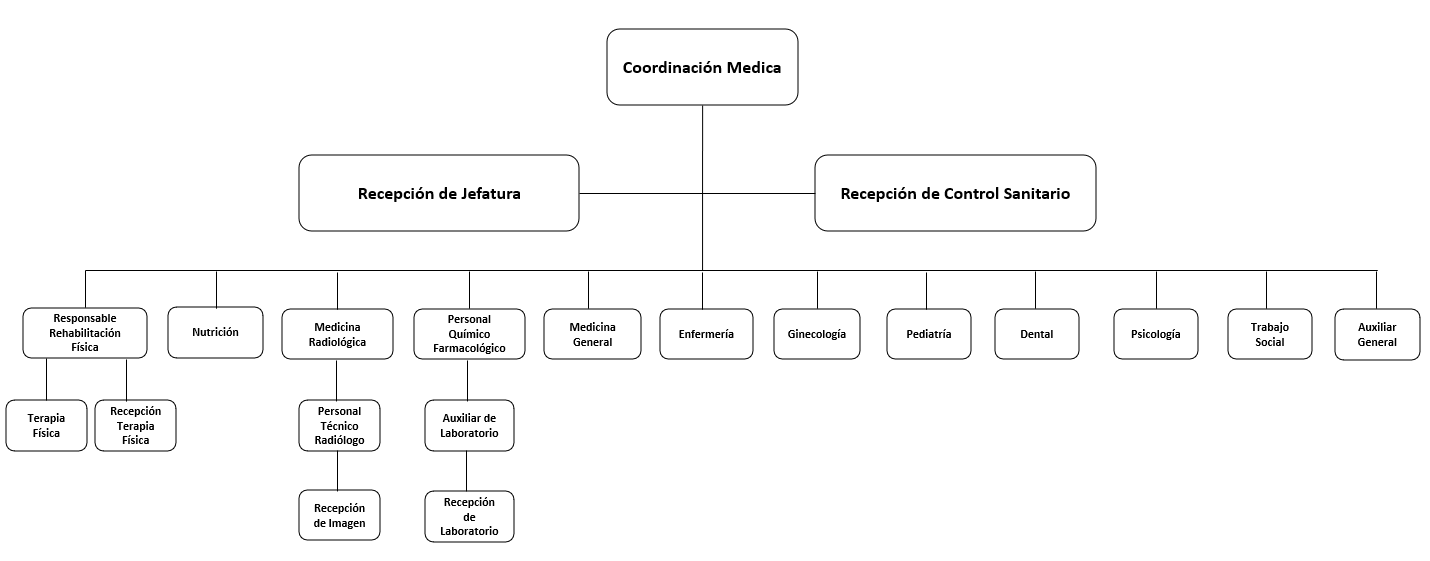 Coordinación Medica
Recepción de Jefatura
Recepción de Control Sanitario
Responsable
Rehabilitación
Física
Nutrición
Medicina
Radiológica
Personal
Químico
Farmacológico
Medicina
General
Enfermería
Ginecología
Pediatría
Dental
Psicología
Trabajo
Social
Auxiliar
General
Terapia
Física
Recepción
Terapia
Física
Personal
Técnico
Radiólogo
Auxiliar de
Laboratorio
Recepción
de Imagen
Recepción
de
Laboratorio